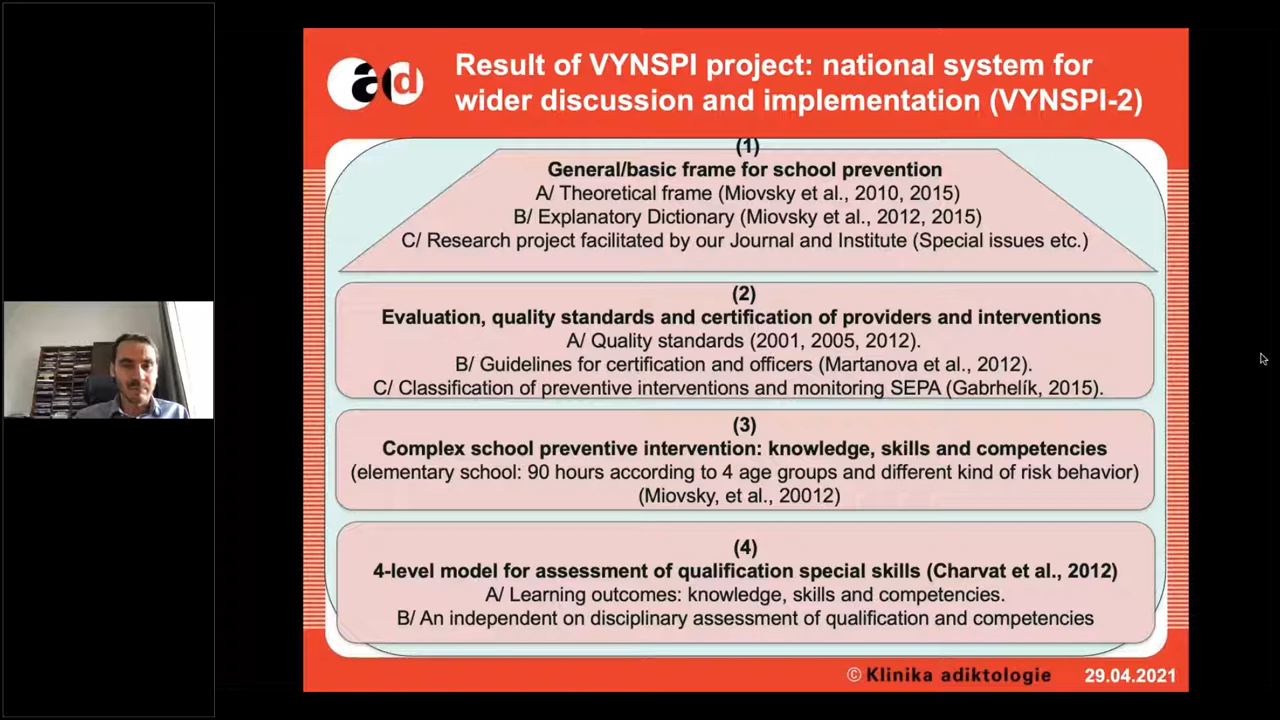 ad
Result of VYNSPI project: national system for
wider discussion and implementation (VYNSPI-2)
(1)
General/basic frame for school prevention
A/ Theoretical frame (Miovsky et al., 2010, 2015)
B/ Explanatory Dictionary (Miovsky et al., 2012, 2015)
C/ Research project facilitated by our Journal and Institute (Special issues etc.)
(2)
Evaluation, quality standards and certification of providers and interventions
A/ Quality standards (2001, 2005, 2012).
B/ Guidelines for certification and officers (Martanova et al., 2012).
C/ Classification of preventive interventions and monitoring SEPA (Gabrhelík, 2015).
(3)
Complex school preventive intervention: knowledge, skills and competencies
(elementary school: 90 hours according to 4 age groups and different kind of risk behavior)
(Miovsky, et al., 20012)
(4)
4-level model for assessment of qualification special skills (Charvat et al., 2012)
A/ Learning outcomes: knowledge, skills and competencies.
B/ An independent on disciplinary assessment of qualification and competencies
© Klinika adiktologie 29.04.2021